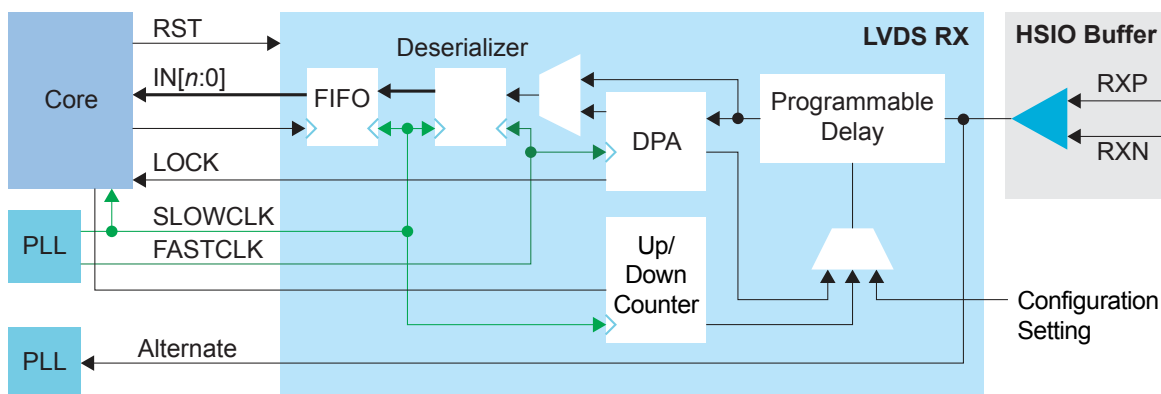 RST
LVDS RX
HSIO Buffer
Deserializer
IN[n:0]
Core
FIFO
Programmable
Delay
RXP
RXN
DPA
LOCK
SLOWCLK
PLL
FASTCLK
Up/
Down
Counter
Configuration
Setting
PLL
Alternate